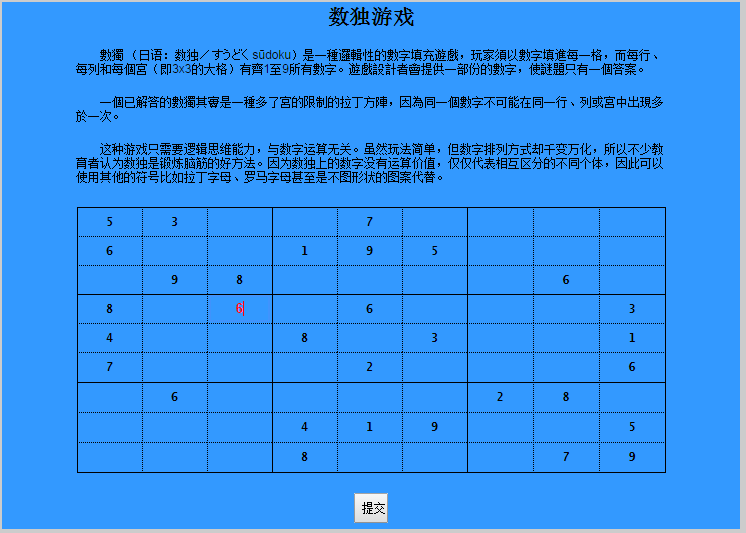 数独游戏
數獨（日语：数独／すうどく sūdoku）是一種邏輯性的數字填充遊戲，玩家須以數字填進每一格，而每行、
每列和每個宮（即3x3的大格）有齊1至9所有數字。遊戲設計者會提供一部份的數字，使謎題只有一個答案。
一個已解答的數獨其實是一種多了宮的限制的拉丁方陣，因為同一個數字不可能在同一行、列或宮中出現多
於一次。
这种游戏只需要逻辑思维能力，与数字运算无关。虽然玩法简单，但数字排列方式却千变万化，所以不少教
育者认为数独是锻炼脑筋的好方法。因为数独上的数字没有运算价值，仅仅代表相互区分的不同个体，因此可以
使用其他的符号比如拉丁字母、罗马字母甚至是不图形状的图案代替。
5 3 7
6 1 9 5
9 8 6
8 6 6 3
4 8 3 1
7 2 6
6 2 8
4 1 9 5
8 7 9
提交